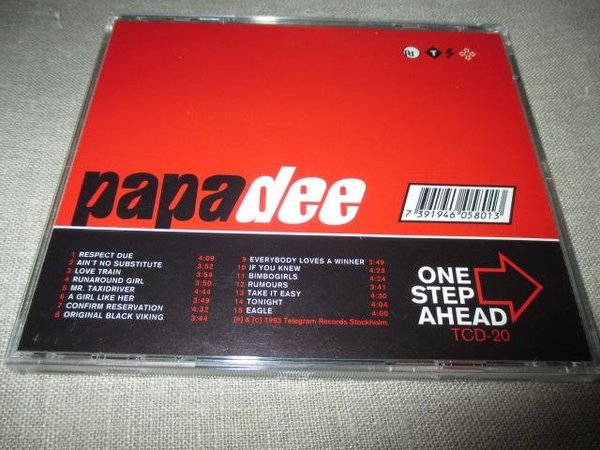 papadee
7 391946 058013
1 RESPECT DUE 4:09
2 AIN'T NO SUBSTITUTE 3:52
3 LOVE TRAIN 3:54
4 RUNAROUND GIRL 3:50
5 MR. TAXIDRIVER 4:44
6 A GIRL LIKE HER 3:49
7 CONFIRM RESERVATION 4:32
8 ORIGINAL BLACK VIKING 3:44
9 EVERYBODY LOVES A WINNER 3:49
10 IF YOU KNEW 4:23
11 BIMBOGIRLS 4:24
12 RUMOURS 3:41
13 TAKE IT EASY 4:30
14 TONIGHT 4:04
15 EAGLE 4:00
(P) & (C) 1993 Telegram Records Stockholm.
ONE
STEP
AHEAD
TCD-20